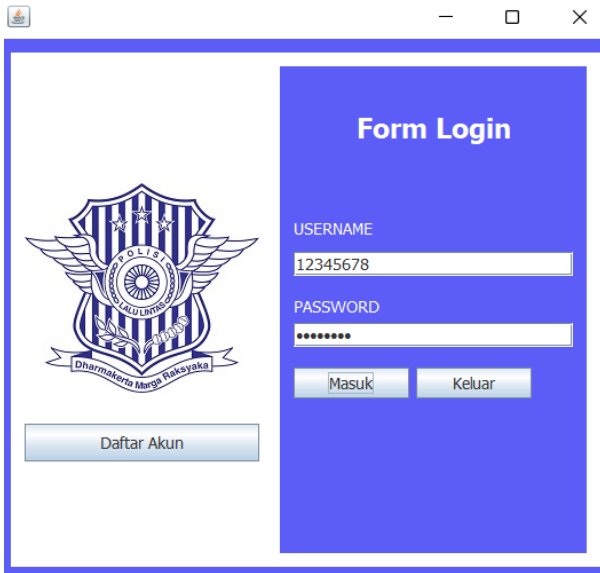 POLISI
LALU LINTAS
Dharmakerta Marga Raksyaka
Daftar Akun
Form Login
USERNAME
12345678
PASSWORD
••••••••
Masuk
Keluar